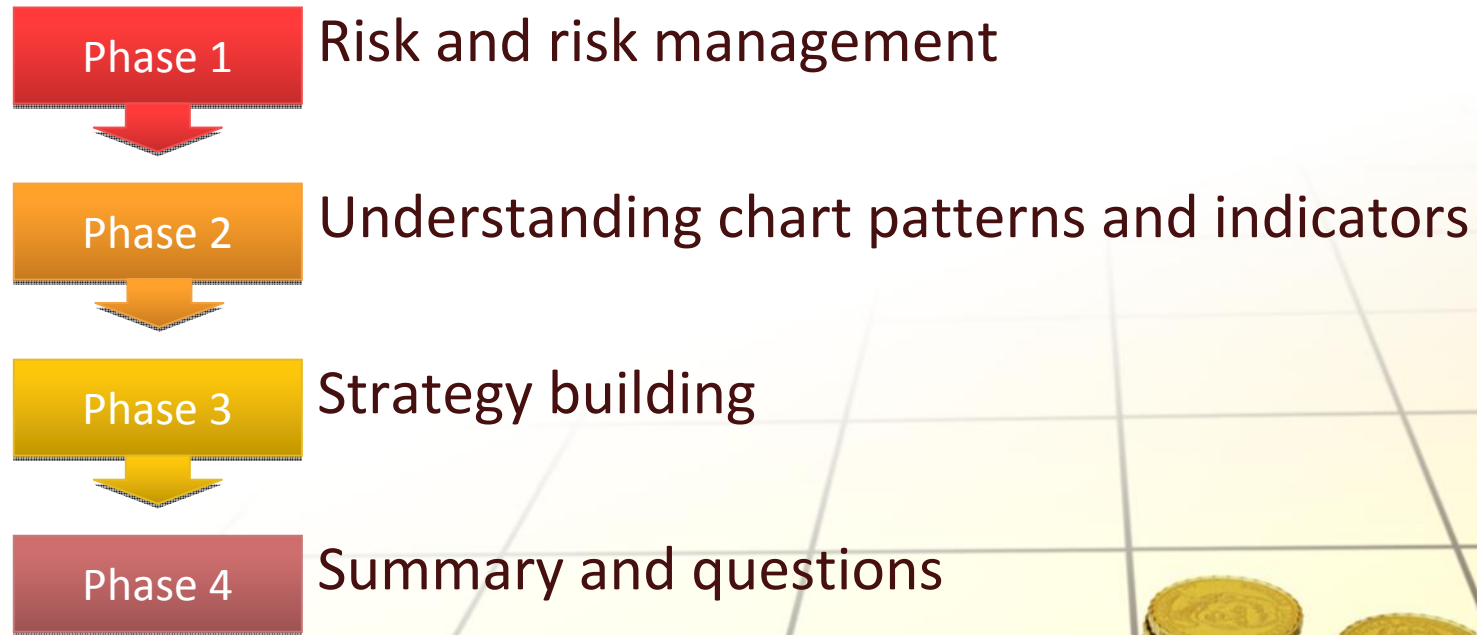 Phase 1
Risk and risk management
Phase 2
Understanding chart patterns and indicators
Phase 3
Strategy building
Phase 4
Summary and questions